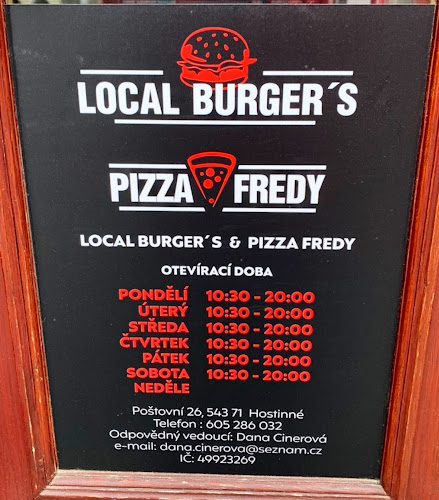 LOCAL BURGER´S
PIZZA FREDY
LOCAL BURGER´S & PIZZA FREDY
OTEVÍRACÍ DOBA
PONDĚLÍ 10:30 - 20:00
ÚTERÝ 10:30 - 20:00
STŘEDA 10:30 - 20:00
ČTVRTEK 10:30 - 20:00
PÁTEK 10:30 - 20:00
SOBOTA 10:30 - 20:00
NEDĚLE
Poštovní 26, 543 71 Hostinné
Telefon : 605 286 032
Odpovědný vedoucí: Dana Cinerová
e-mail: dana.cinerova@seznam.cz
IČ: 49923269